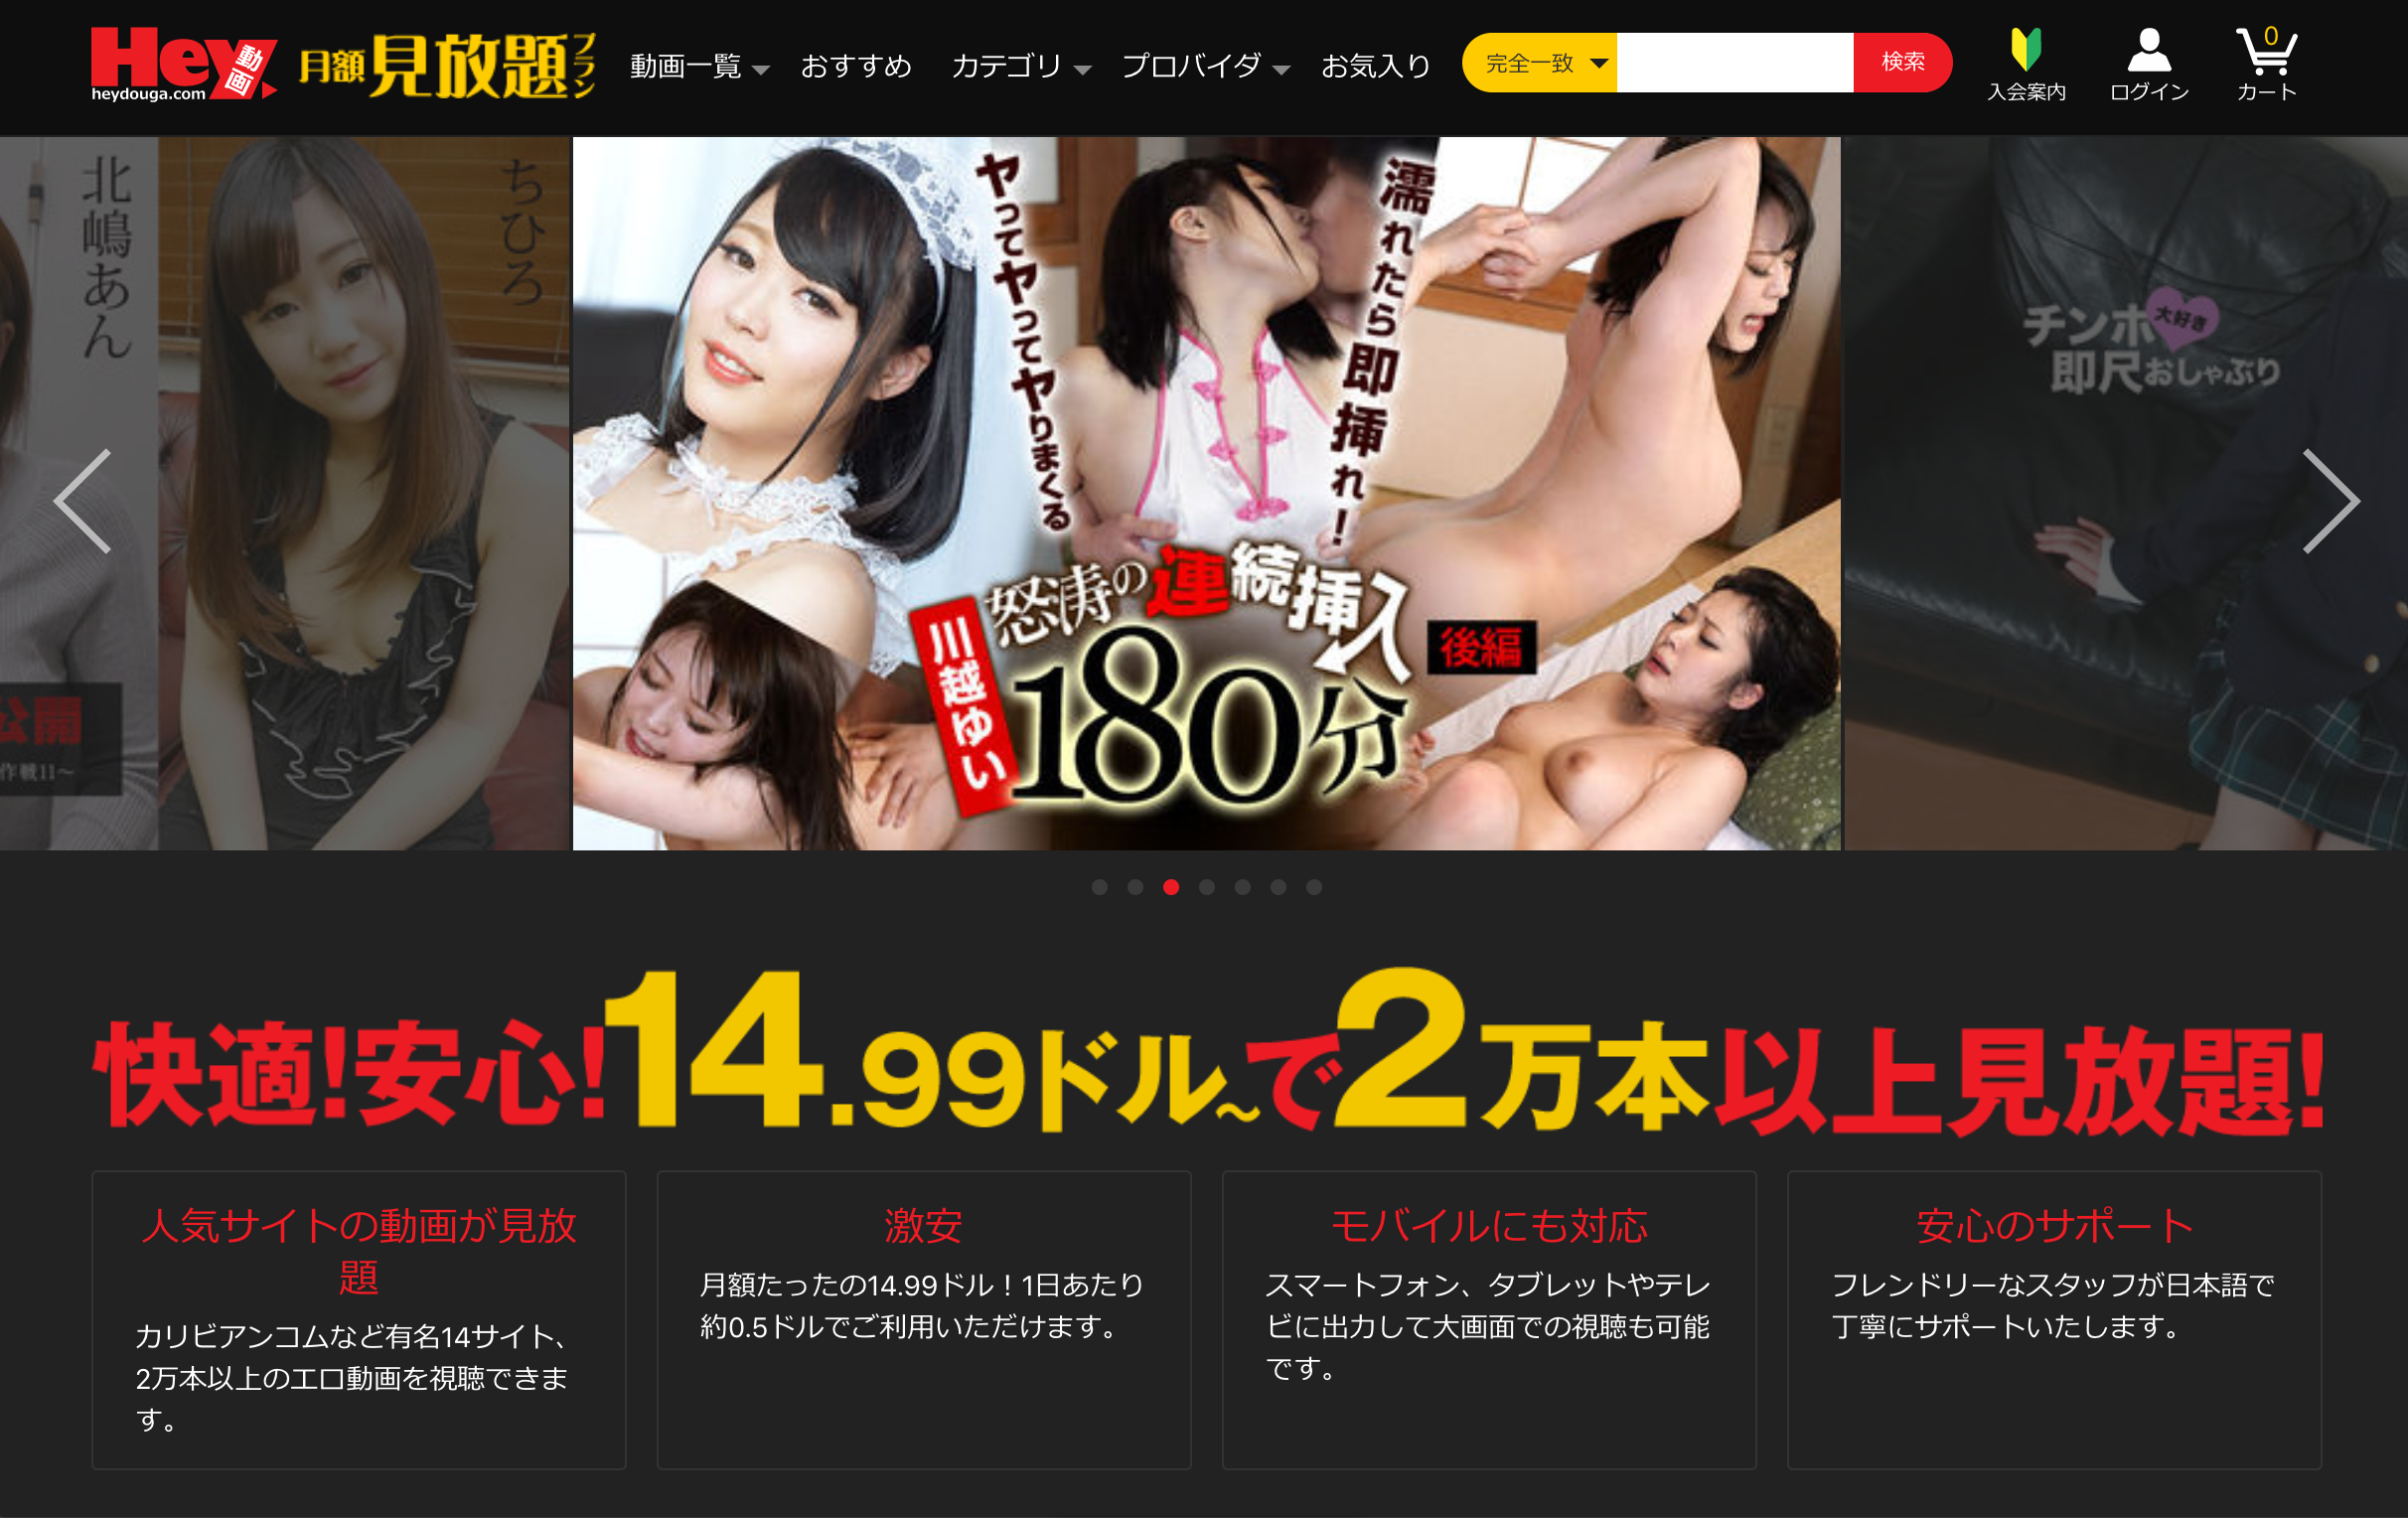 Hey動画
heydouga.com
月額見放題プラン
動画一覧
おすすめ
カテゴリ
プロバイダ
お気入り
完全一致
検索
入会案内
ログイン
0
カート
北嶋あん
ちひろ
公開
作戦11～
ヤってヤってヤりまくる
濡れたら即挿れ！
怒涛の連続挿入
川越ゆい
180分
後編
チンポ大好き
即尺おしゃぶり
快適!安心!14.99ドル~で2万本以上見放題!
人気サイトの動画が見放
題
カリビアンコムなど有名14サイト、
2万本以上のエロ動画を視聴できま
す。
激安
月額たったの14.99ドル！1日あたり
約0.5ドルでご利用いただけます。
モバイルにも対応
スマートフォン、タブレットやテレ
ビに出力して大画面での視聴も可能
です。
安心のサポート
フレンドリーなスタッフが日本語で
丁寧にサポートいたします。